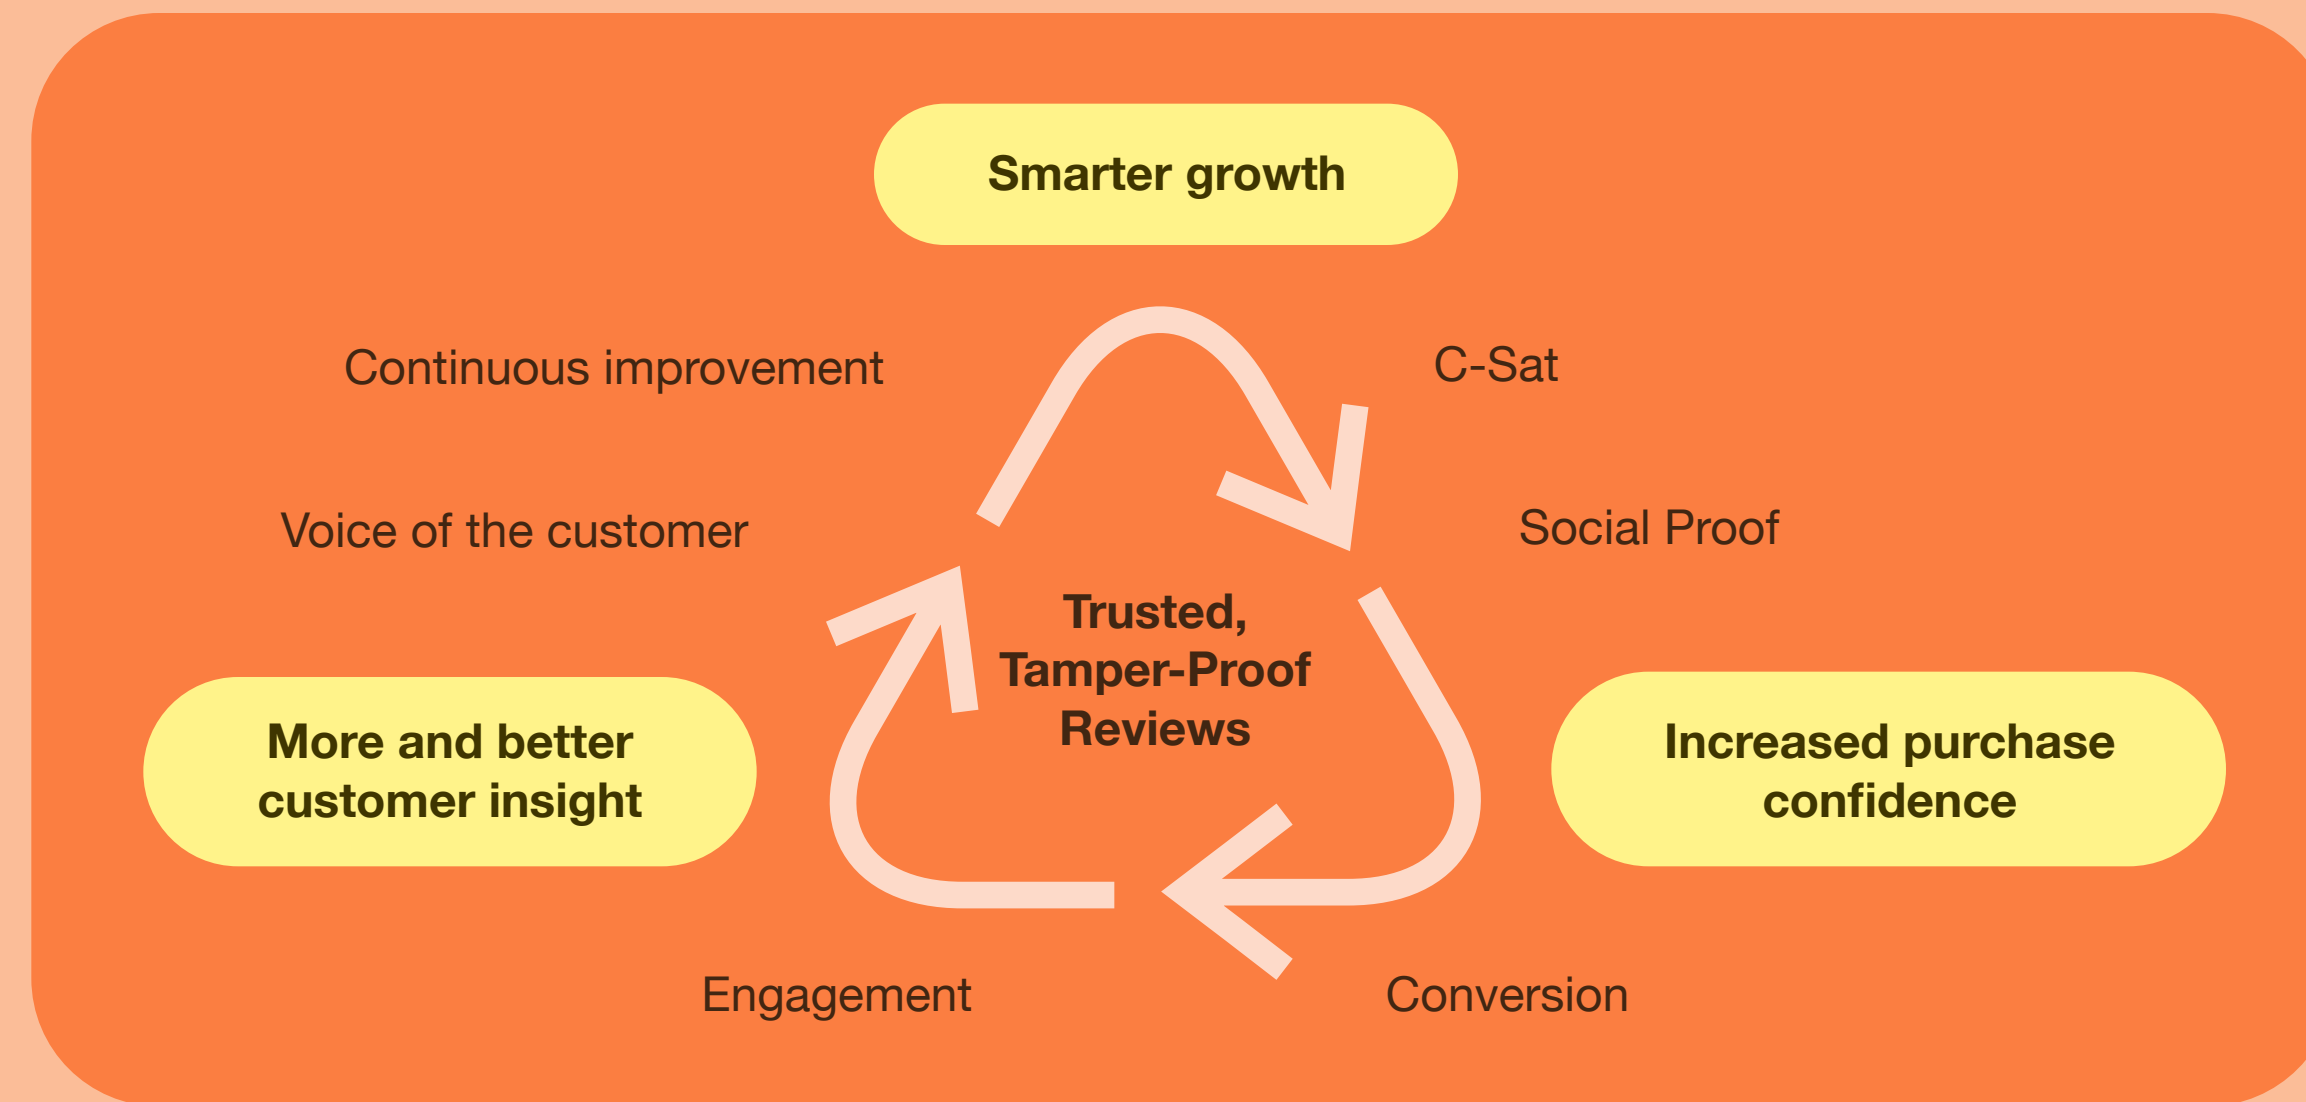 Smarter growth
Continuous improvement
C-Sat
Voice of the customer
Social Proof
Trusted,
Tamper-Proof
Reviews
More and better
customer insight
Increased purchase
confidence
Engagement
Conversion